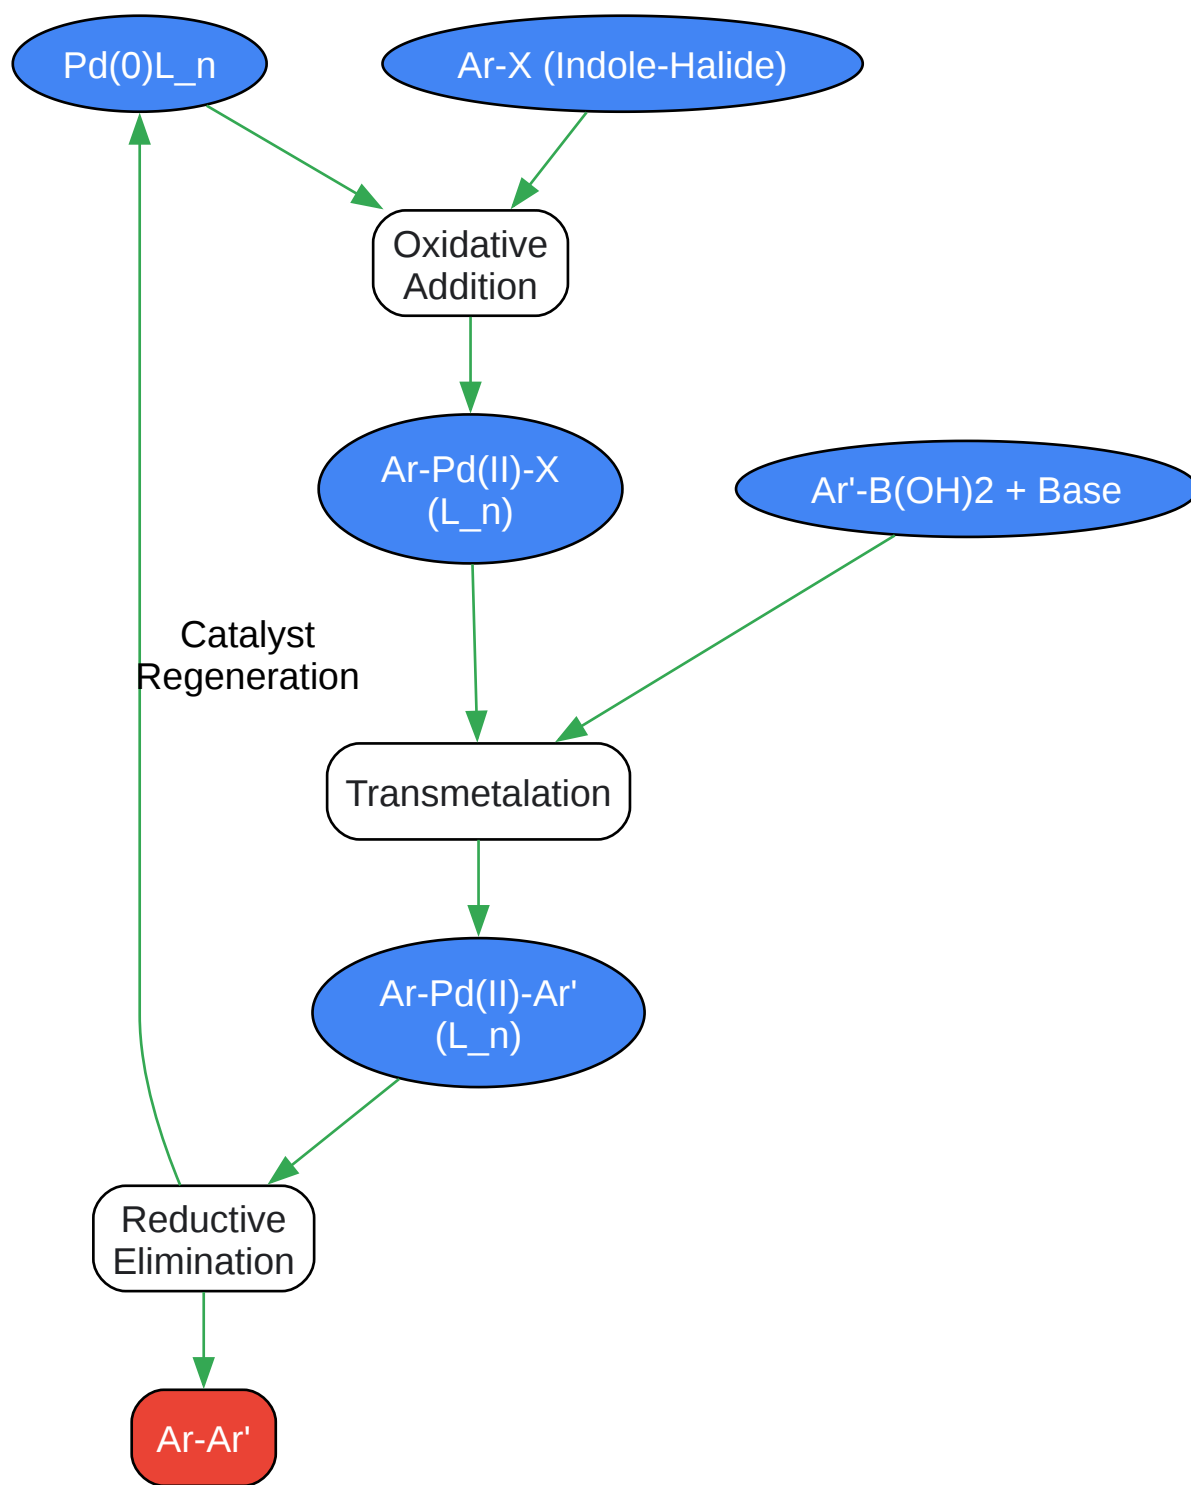 Pd(0)L_n
Ar-X (Indole-Halide)
Oxidative
Addition
Ar-Pd(II)-X
(L_n)
Ar'-B(OH)2 + Base
Catalyst
Regeneration
Transmetalation
Ar-Pd(II)-Ar'
(L_n)
Reductive
Elimination
Ar-Ar'